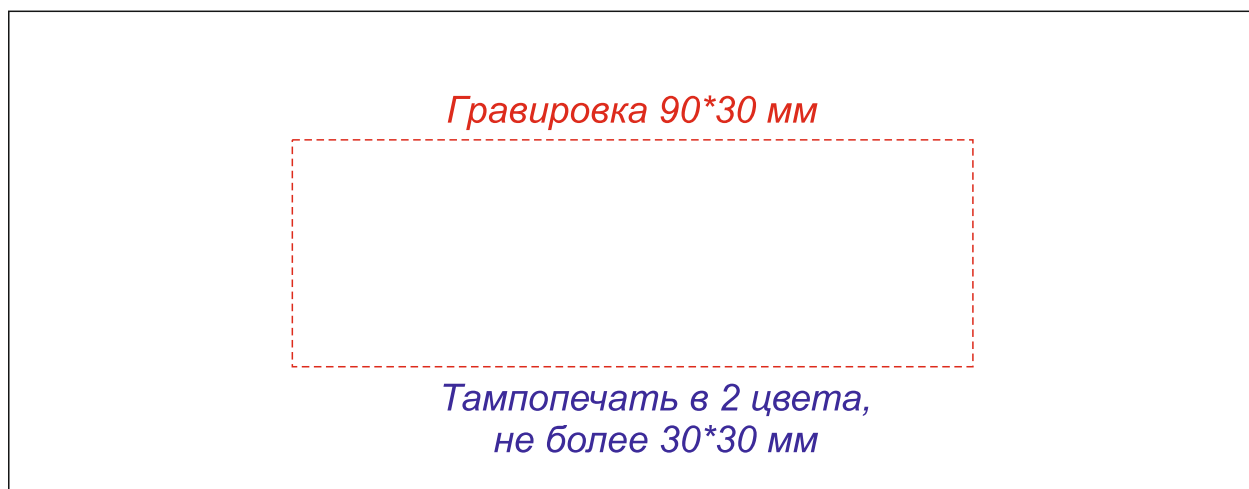 Гравировка 90*30 мм
Тампопечать в 2 цвета,
не более 30*30 мм